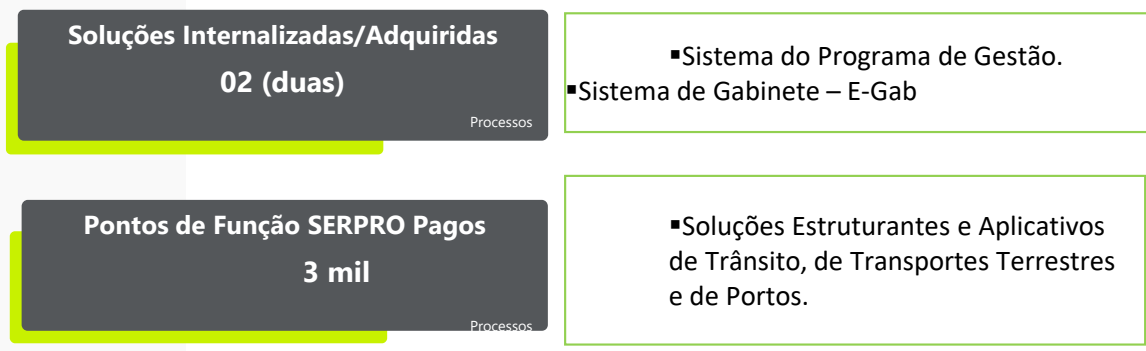 Soluções Internalizadas/Adquiridas
02 (duas)
Processos
▪Sistema do Programa de Gestão.
▪Sistema de Gabinete – E-Gab
Pontos de Função SERPRO Pagos
3 mil
Processos
▪Soluções Estruturantes e Aplicativos
de Trânsito, de Transportes Terrestres
e de Portos.